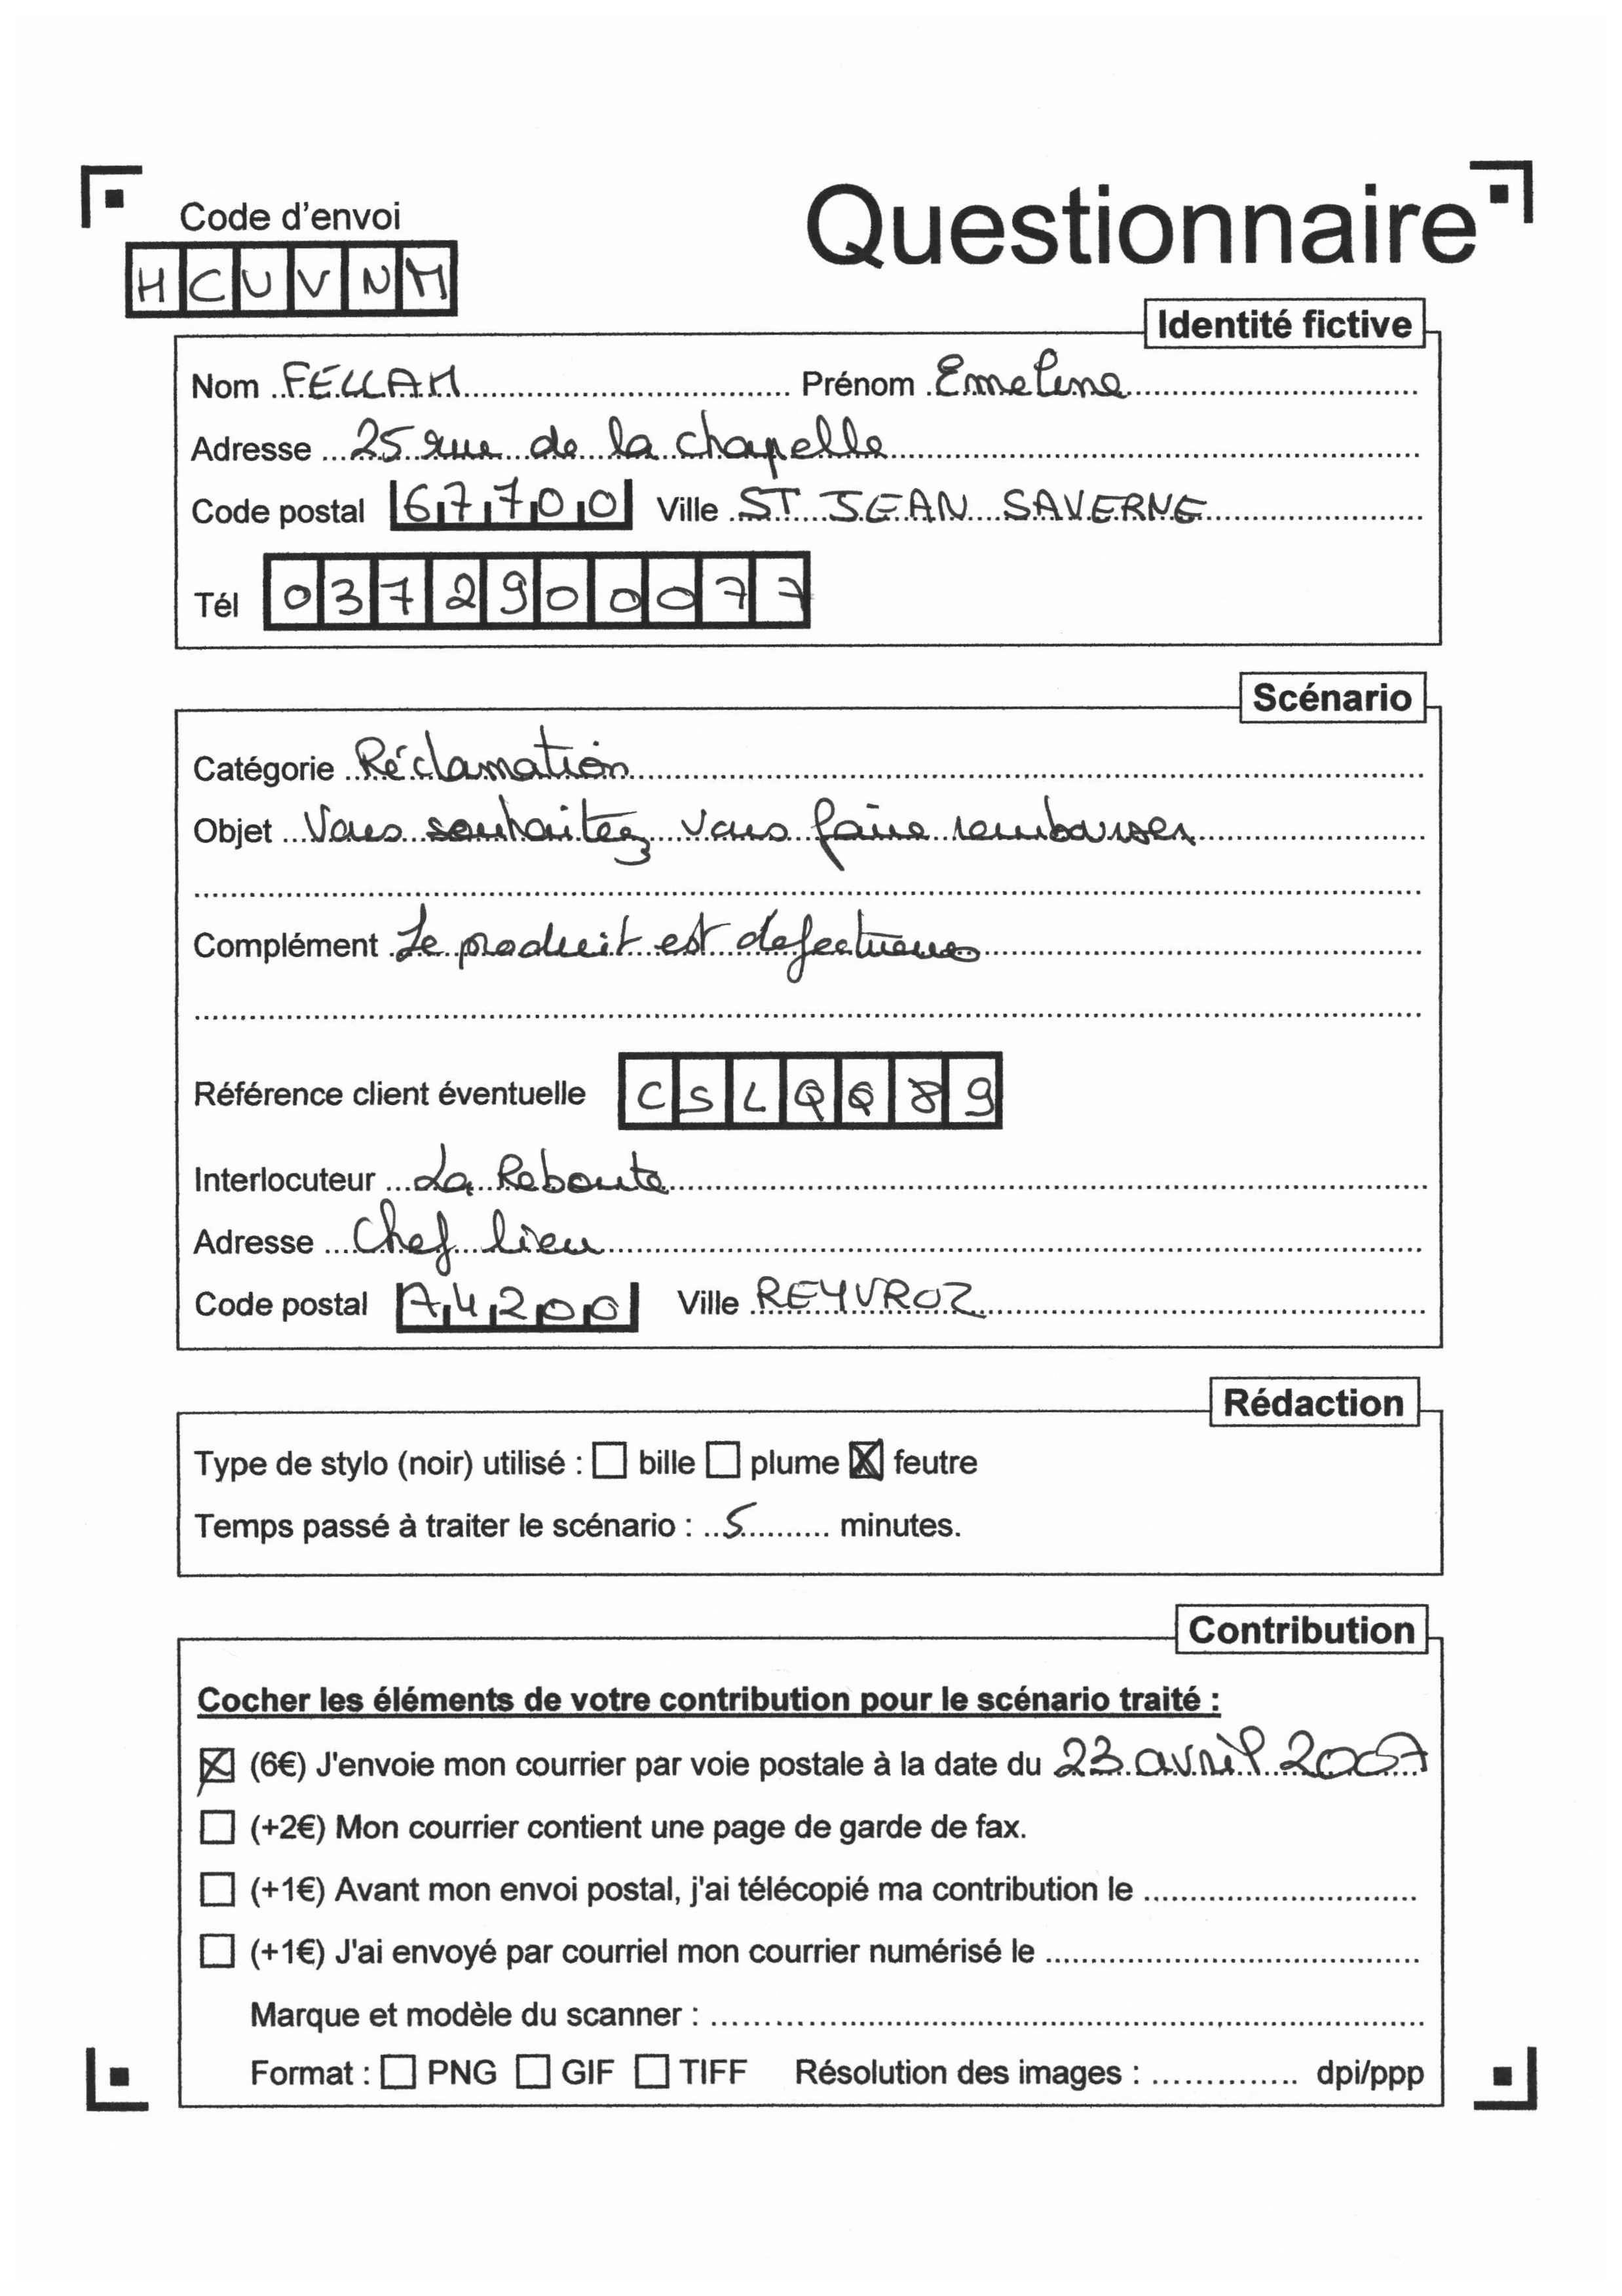 Code d'envoi
Questionnaire
H C U V N M
Identité fictive
Nom FELLAH Prénom Emeline
Adresse 25 rue de la chapelle
Code postal 67700 Ville ST JEAN SAVERNE
Tél 0372900077
Scénario
Catégorie Réclamation
Objet Vous souhaitez vous faire rembourser
Complément Le produit est defectueux
Référence client éventuelle CSLQQ89
Interlocuteur La Reboute
Adresse Chef lieu
Code postal 74200 Ville REYVROZ
Rédaction
Type de stylo (noir) utilisé : ☐ bille ☐ plume ☒ feutre
Temps passé à traiter le scénario : 5 minutes.
Contribution
Cocher les éléments de votre contribution pour le scénario traité :
☒ (6€) J'envoie mon courrier par voie postale à la date du 23 avril 2007
☐ (+2€) Mon courrier contient une page de garde de fax.
☐ (+1€) Avant mon envoi postal, j'ai télécopié ma contribution le
☐ (+1€) J'ai envoyé par courriel mon courrier numérisé le
Marque et modèle du scanner :
Format : ☐ PNG ☐ GIF ☐ TIFF Résolution des images : dpi/ppp